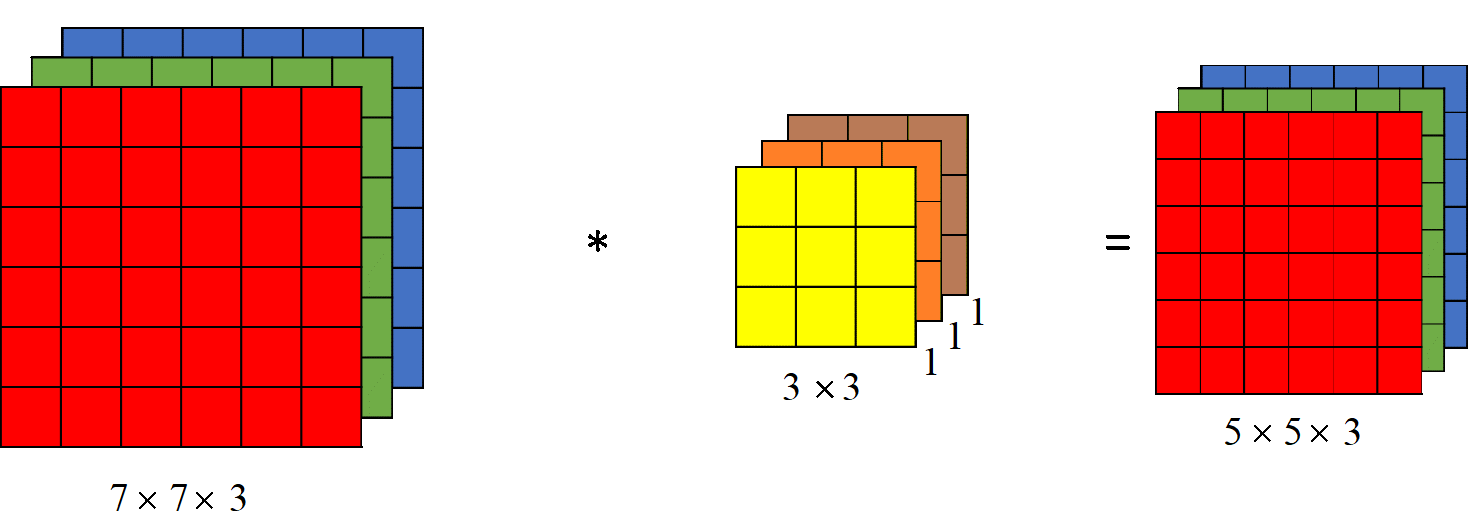 *
=
1
1
1
3 × 3
5 × 5 × 3
7 × 7 × 3